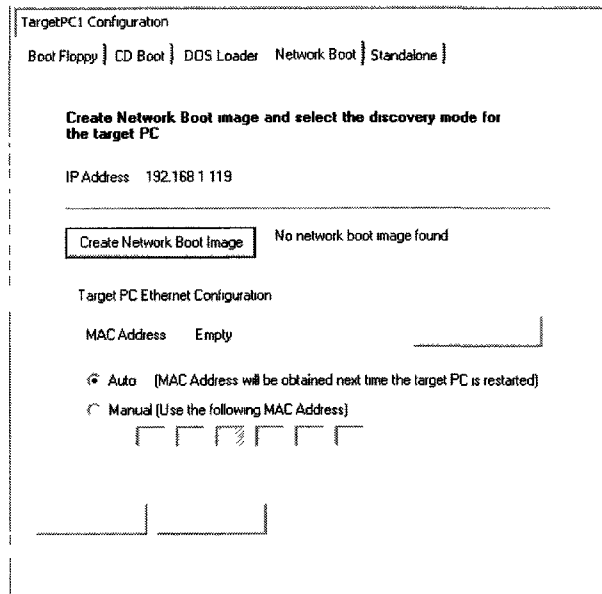 TargetPC1 Configuration
Boot Floppy CD Boot DOS Loader Network Boot Standalone
Create Network Boot image and select the discovery mode for
the target PC
IP Address 192.168 1 119
Create Network Boot Image No network boot image found
Target PC Ethernet Configuration
MAC Address Empty
Auto (MAC Address will be obtained next time the target PC is restarted)
Manual (Use the following MAC Address)